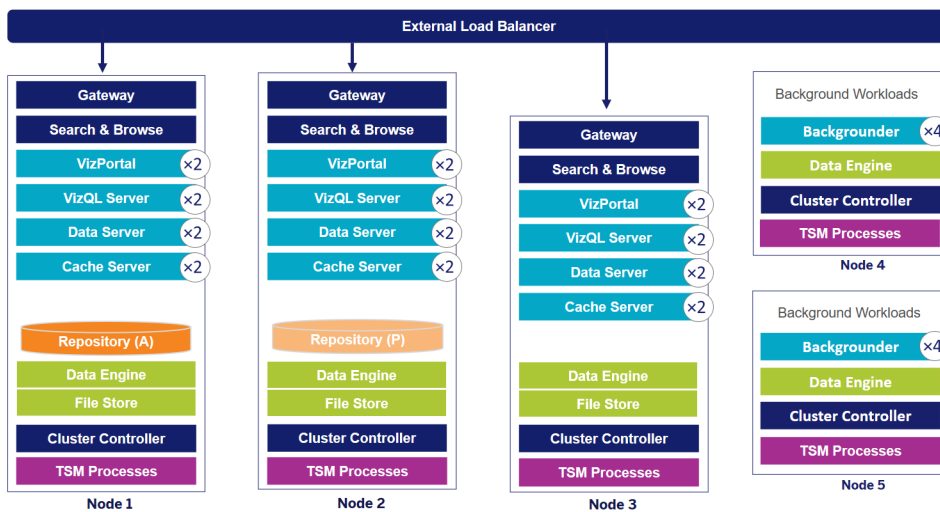 External Load Balancer
Gateway
Search & Browse
VizPortal ×2
VizQL Server ×2
Data Server ×2
Cache Server ×2
Repository (A)
Data Engine
File Store
Cluster Controller
TSM Processes
Node 1
Gateway
Search & Browse
VizPortal ×2
VizQL Server ×2
Data Server ×2
Cache Server ×2
Repository (P)
Data Engine
File Store
Cluster Controller
TSM Processes
Node 2
Gateway
Search & Browse
VizPortal ×2
VizQL Server ×2
Data Server ×2
Cache Server ×2
Data Engine
File Store
Cluster Controller
TSM Processes
Node 3
Background Workloads
Backgrounder ×4
Data Engine
Cluster Controller
TSM Processes
Node 4
Background Workloads
Backgrounder ×4
Data Engine
Cluster Controller
TSM Processes
Node 5